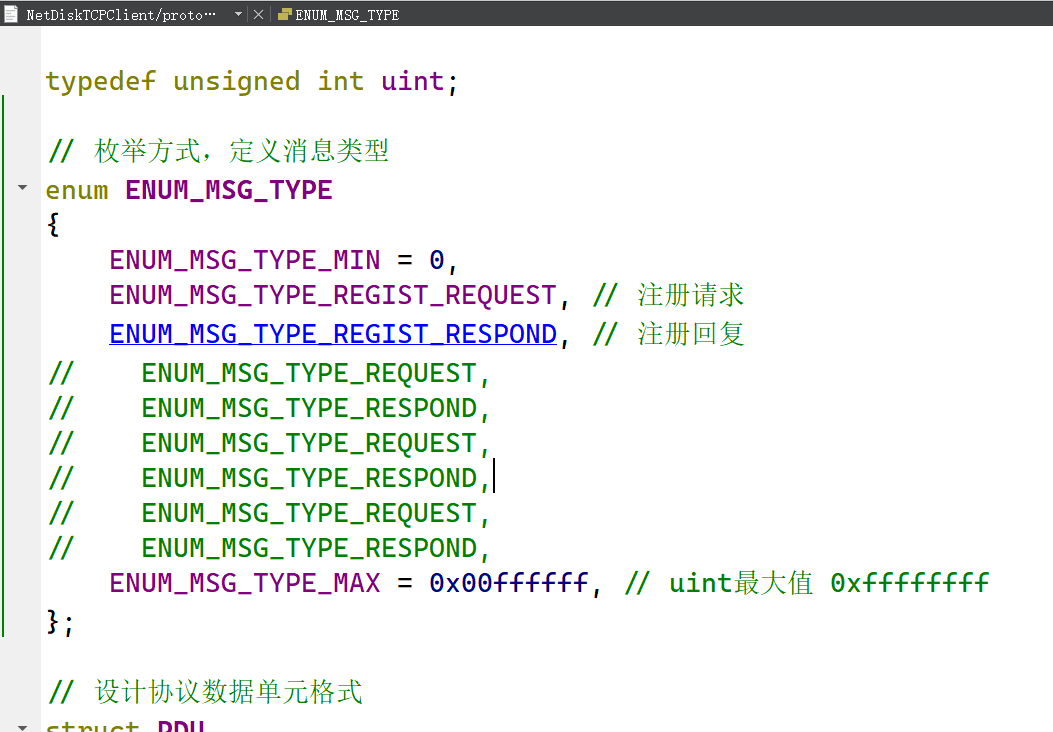 NetDiskTCPClient/proto… ENUM_MSG_TYPE
typedef unsigned int uint;
// 枚举方式，定义消息类型
enum ENUM_MSG_TYPE
{
ENUM_MSG_TYPE_MIN = 0,
ENUM_MSG_TYPE_REGIST_REQUEST, // 注册请求
ENUM_MSG_TYPE_REGIST_RESPOND, // 注册回复
// ENUM_MSG_TYPE_REQUEST,
// ENUM_MSG_TYPE_RESPOND,
// ENUM_MSG_TYPE_REQUEST,
// ENUM_MSG_TYPE_RESPOND,
// ENUM_MSG_TYPE_REQUEST,
// ENUM_MSG_TYPE_RESPOND,
ENUM_MSG_TYPE_MAX = 0x00ffffff, // uint最大值 0xffffffff
};
// 设计协议数据单元格式
struct PDU